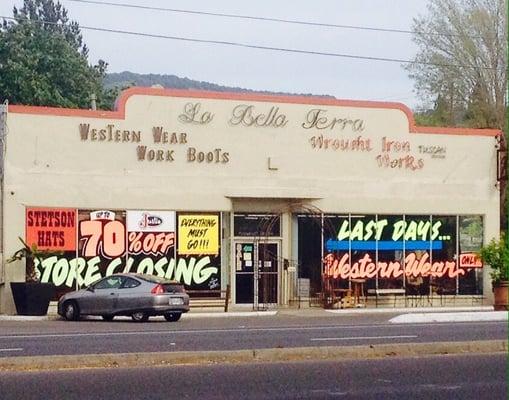 La Bella Terra
Western Wear
Work Boots
Wrought Iron
Works
TUSCAN
STETSON
HATS
UP TO
70% OFF
EVERYTHING
MUST
GO!!!
STORE CLOSING
LAST DAYS..
Western Wear
ONLY